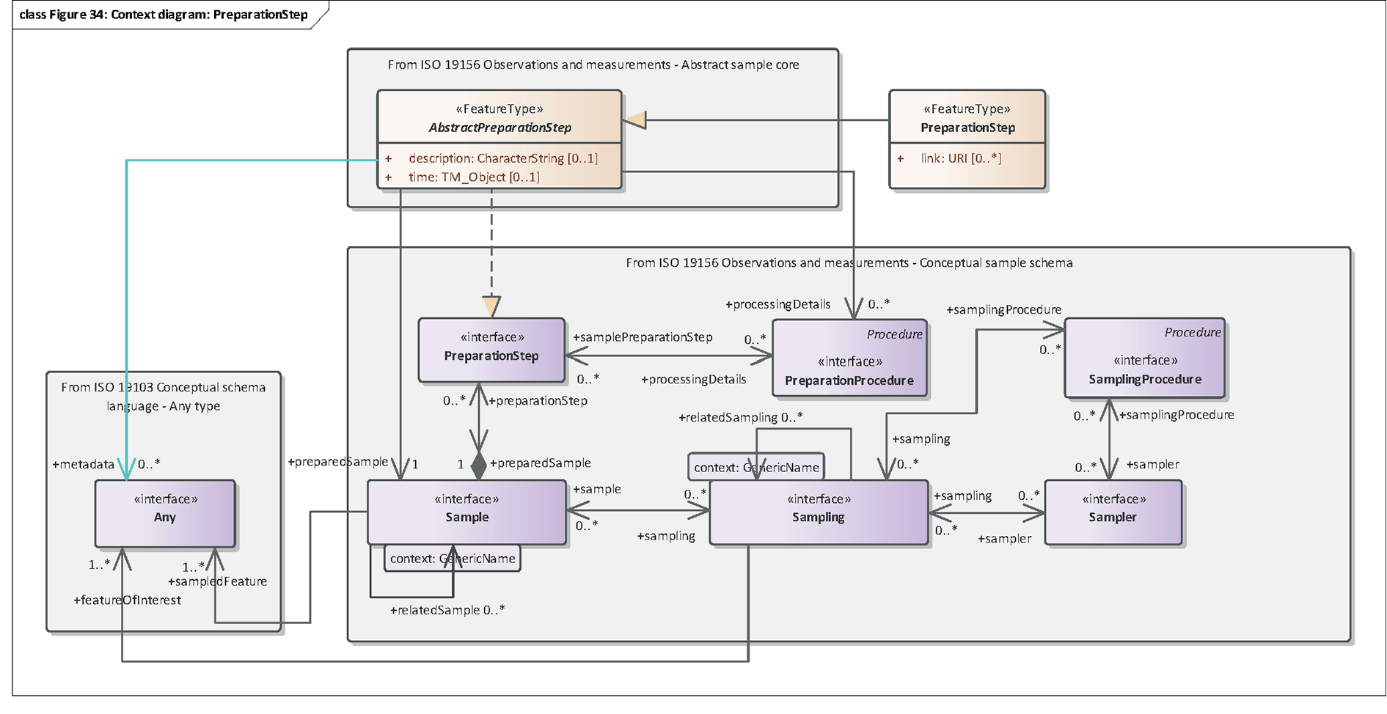 class Figure 34: Context diagram: PreparationStep
From ISO 19156 Observations and measurements - Abstract sample core
«FeatureType»
AbstractPreparationStep
+ description: CharacterString [0..1]
+ time: TM_Object [0..1]
«FeatureType»
PreparationStep
+ link: URI [0..*]
From ISO 19156 Observations and measurements - Conceptual sample schema
+processingDetails 0..*
+samplingProcedure
0..*
«interface»
PreparationStep
+samplePreparationStep
0..*
0..*
+processingDetails
Procedure
«interface»
PreparationProcedure
Procedure
«interface»
SamplingProcedure
From ISO 19103 Conceptual schema
language - Any type
0..* +preparationStep
+relatedSampling 0..*
0..* +samplingProcedure
+sampling
0..*
+metadata 0..*
+preparedSample 1
1 +preparedSample
context: GenericName
0..* +sampler
«interface»
Any
«interface»
Sample
+sample
0..*
0..*
+sampling
«interface»
Sampling
+sampling
0..*
0..*
+sampler
«interface»
Sampler
context: GenericName
1..*
1..*
+sampledFeature
+featureOfInterest
+relatedSample 0..*